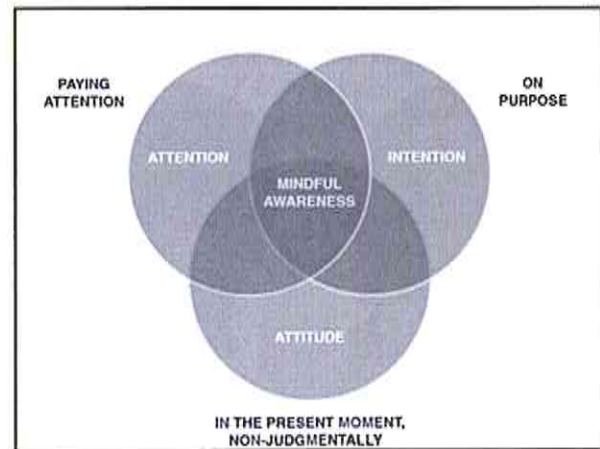 PAYING
ATTENTION
ON
PURPOSE
ATTENTION
INTENTION
MINDFUL
AWARENESS
ATTITUDE
IN THE PRESENT MOMENT,
NON-JUDGMENTALLY